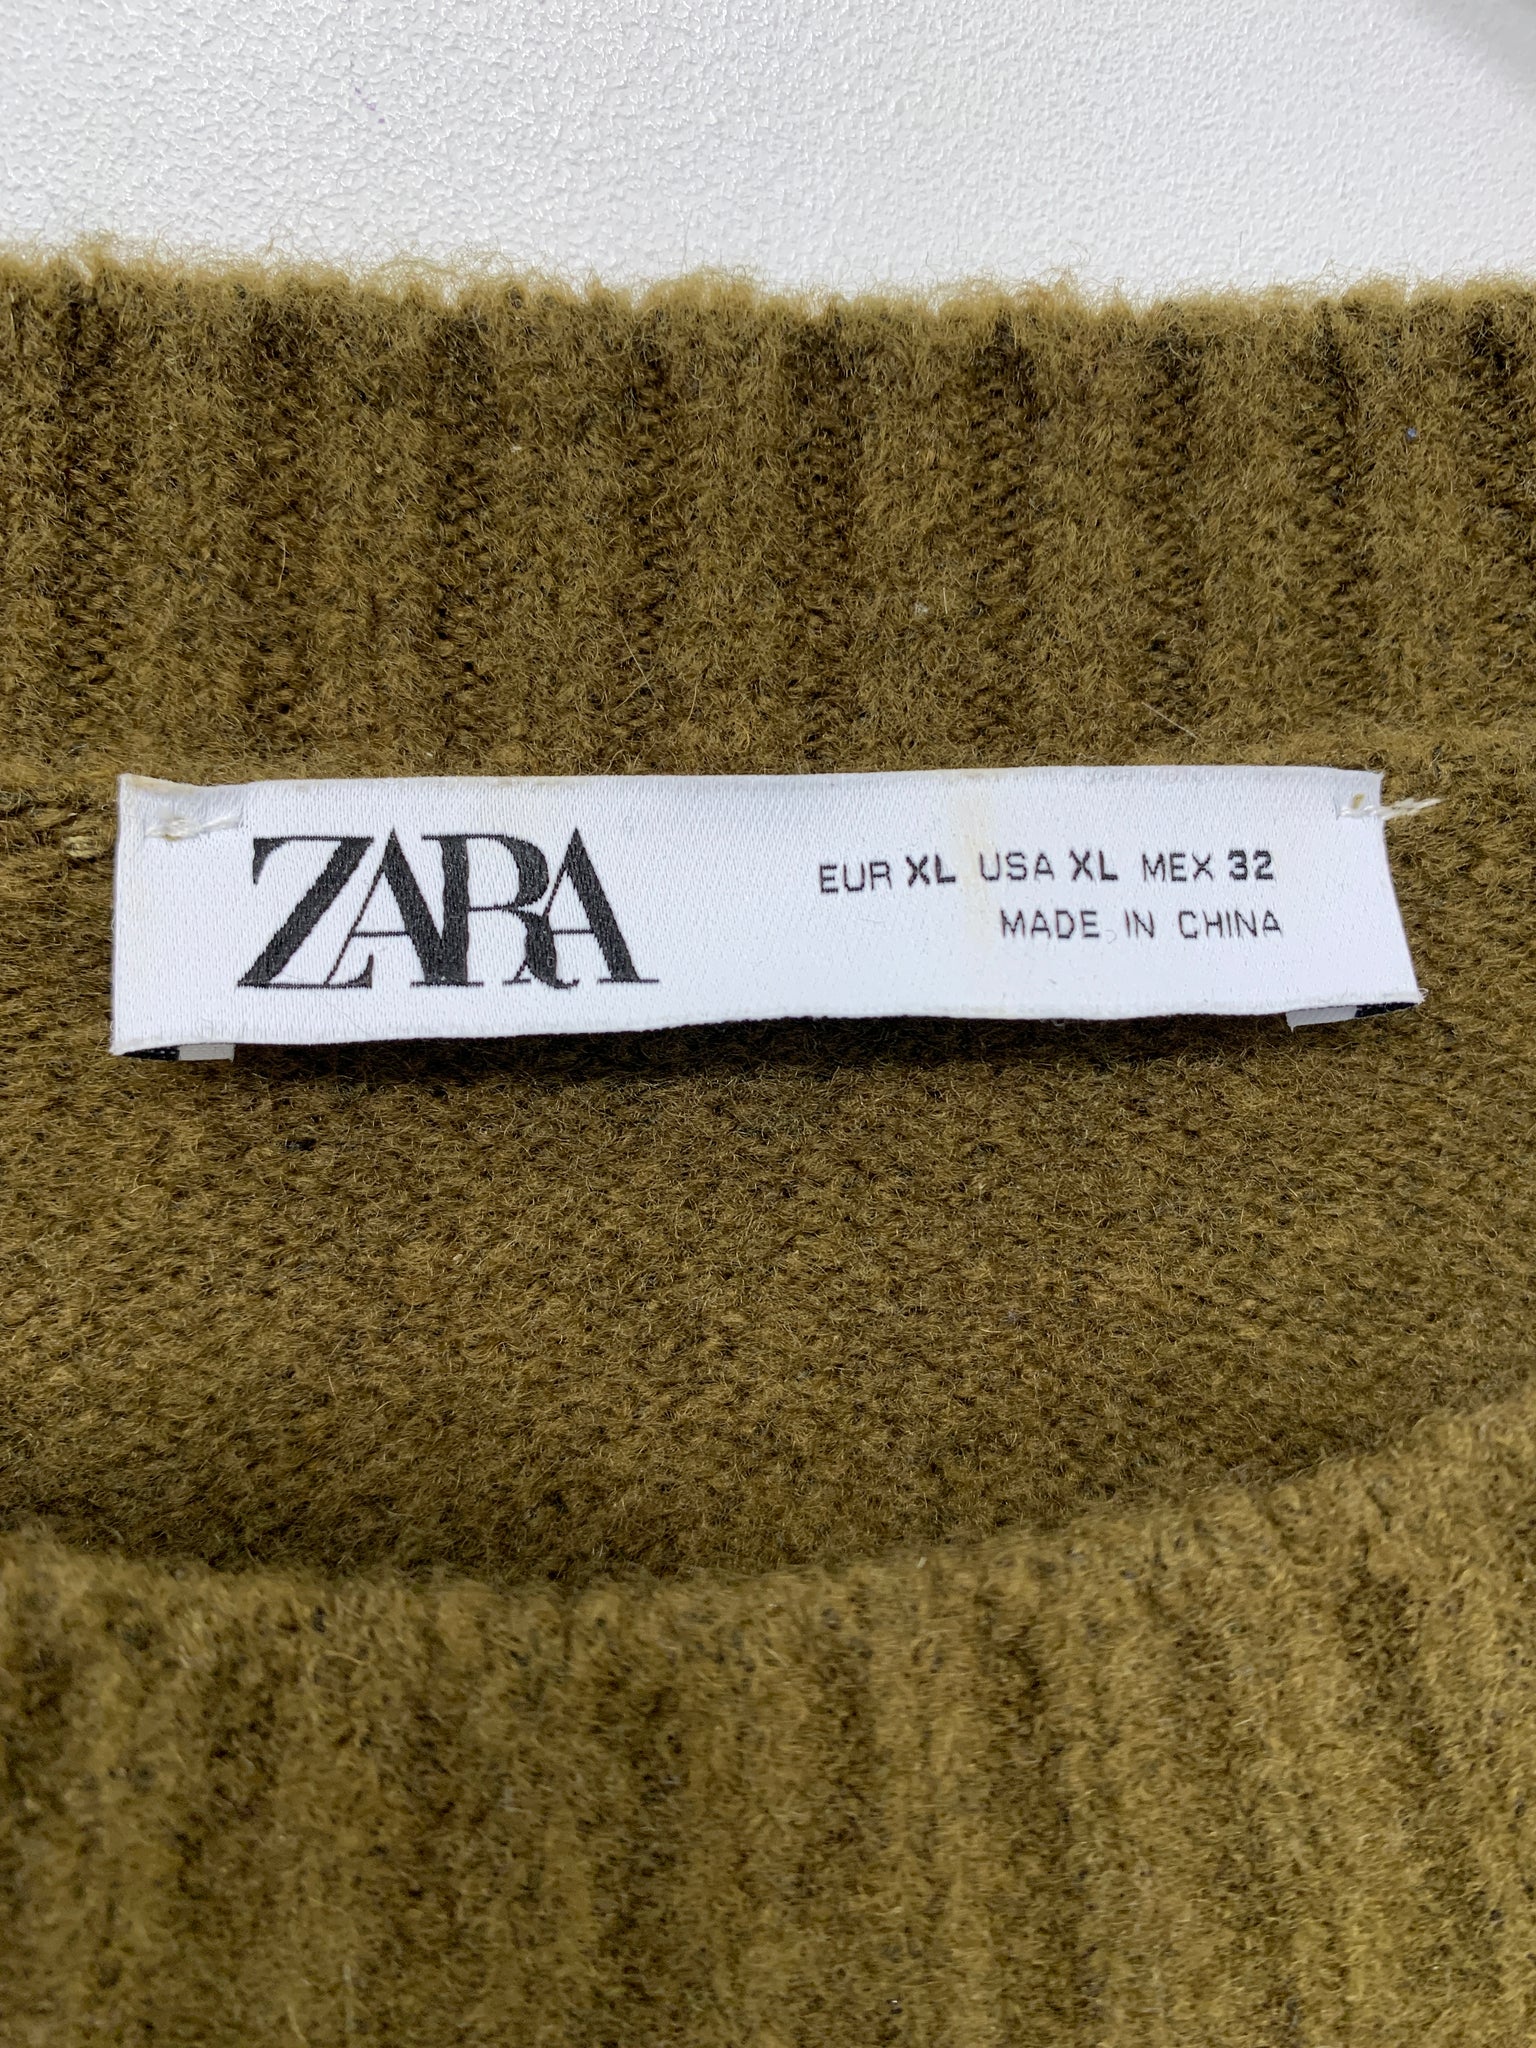 ZARA
EUR XL USA XL MEX 32
MADE IN CHINA